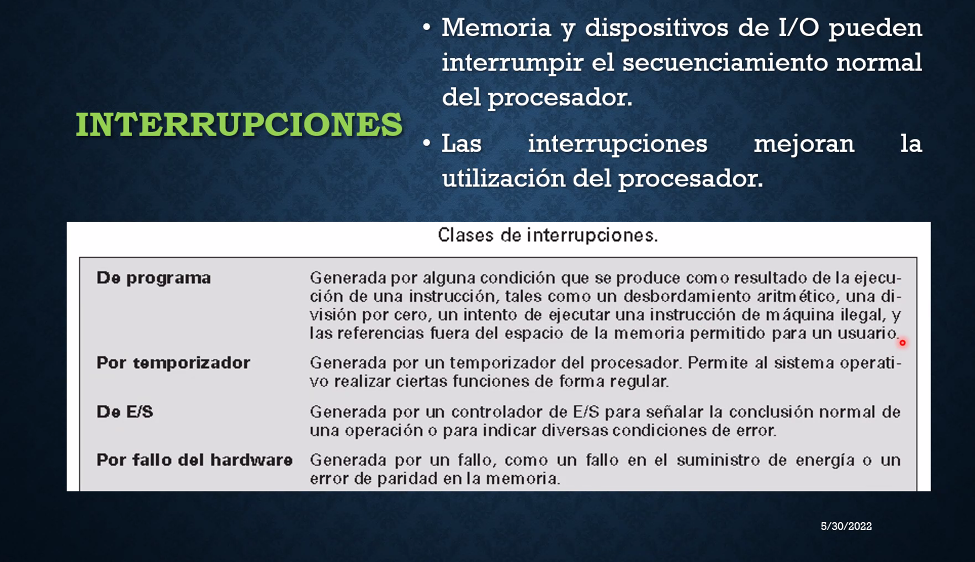 INTERRUPCIONES
• Memoria y dispositivos de I/O pueden
interrumpir el secuenciamiento normal
del procesador.
• Las interrupciones mejoran la
utilización del procesador.
Clases de interrupciones.
De programa
Generada por alguna condición que se produce como resultado de la ejecu-
ción de una instrucción, tales como un desbordamiento aritmético, una di-
visión por cero, un intento de ejecutar una instrucción de máquina ilegal, y
las referencias fuera del espacio de la memoria permitido para un usuario.
Por temporizador
Generada por un temporizador del procesador. Permite al sistema operati-
vo realizar ciertas funciones de forma regular.
De E/S
Generada por un controlador de E/S para señalar la conclusión normal de
una operación o para indicar diversas condiciones de error.
Por fallo del hardware
Generada por un fallo, como un fallo en el suministro de energía o un
error de paridad en la memoria.
5/30/2022